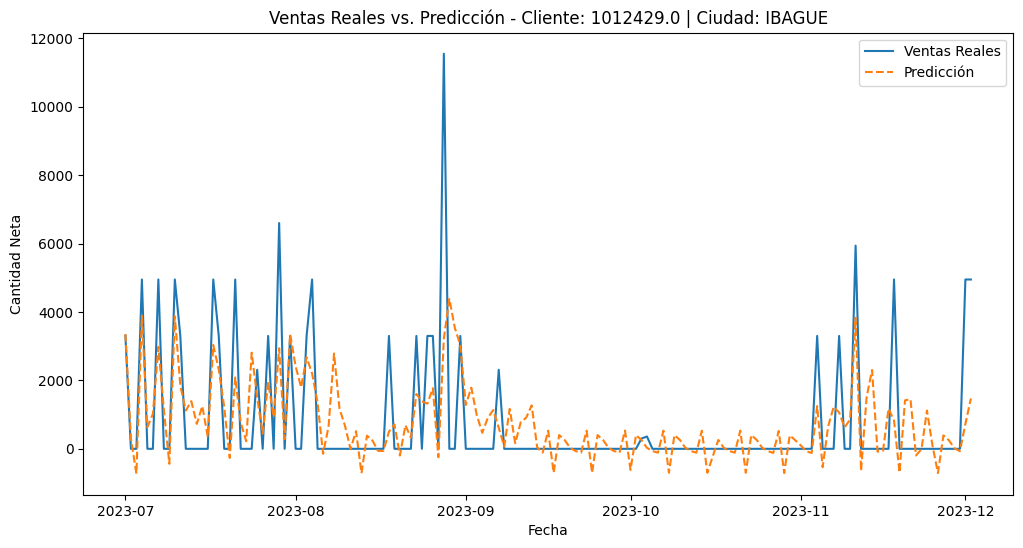 Ventas Reales vs. Predicción - Cliente: 1012429.0 | Ciudad: IBAGUE
Ventas Reales
Predicción
Cantidad Neta
12000
10000
8000
6000
4000
2000
0
2023-07
2023-08
2023-09
2023-10
2023-11
2023-12
Fecha